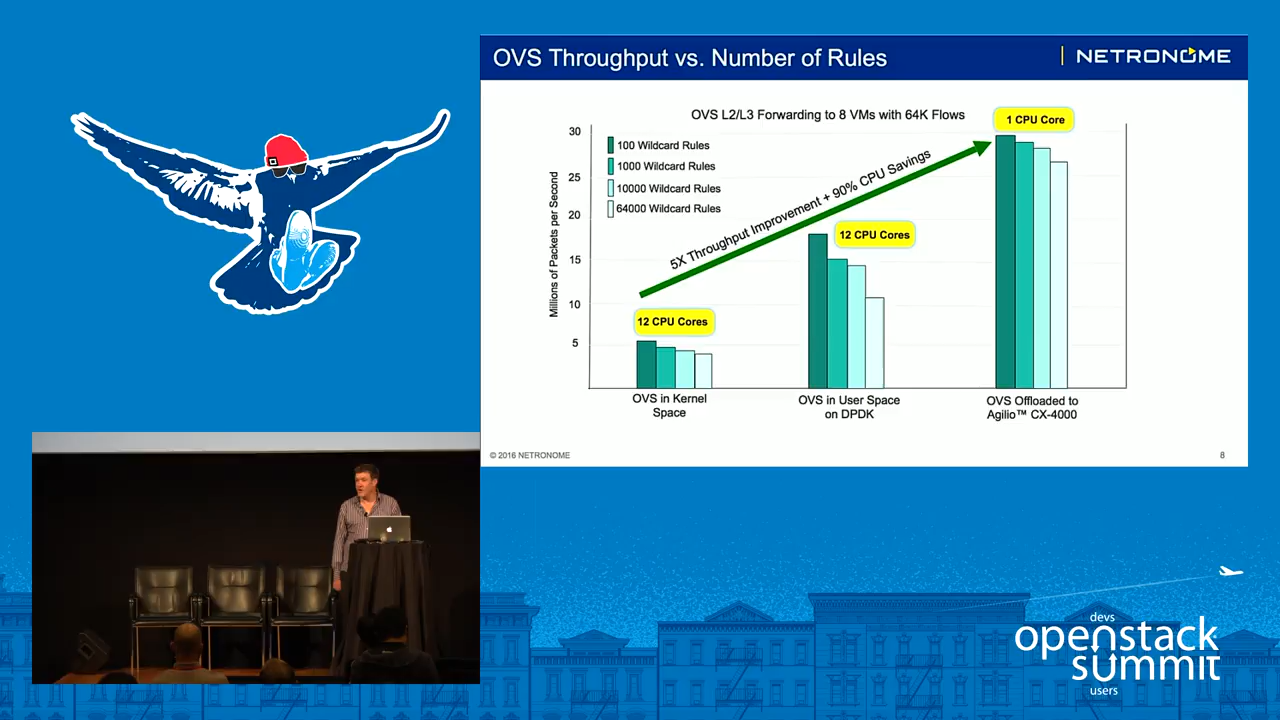 OVS Throughput vs. Number of Rules
NETRONOME
OVS L2/L3 Forwarding to 8 VMs with 64K Flows
1 CPU Core
30
25
20
15
10
5
Millions of Packets per Second
100 Wildcard Rules
1000 Wildcard Rules
10000 Wildcard Rules
64000 Wildcard Rules
5X Throughput Improvement + 90% CPU Savings
12 CPU Cores
12 CPU Cores
OVS in Kernel
Space
OVS in User Space
on DPDK
OVS Offloaded to
Agilio™ CX-4000
© 2016 NETRONOME
8
devs
openstack
summit
users